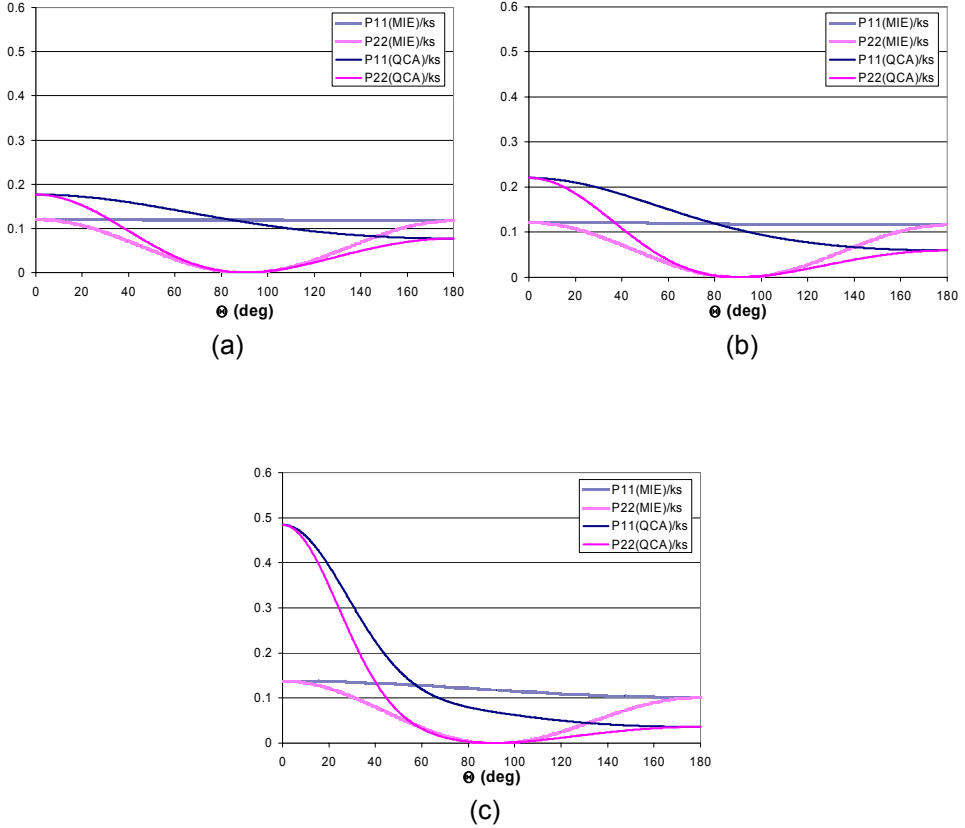 0.6
0.5
0.4
0.3
0.2
0.1
0
0 20 40 60 80 100 120 140 160 180
Θ (deg)
P11(MIE)/ks
P22(MIE)/ks
P11(QCA)/ks
P22(QCA)/ks
(a)
0.6
0.5
0.4
0.3
0.2
0.1
0
0 20 40 60 80 100 120 140 160 180
Θ (deg)
P11(MIE)/ks
P22(MIE)/ks
P11(QCA)/ks
P22(QCA)/ks
(b)
0.6
0.5
0.4
0.3
0.2
0.1
0
0 20 40 60 80 100 120 140 160 180
Θ (deg)
P11(MIE)/ks
P22(MIE)/ks
P11(QCA)/ks
P22(QCA)/ks
(c)